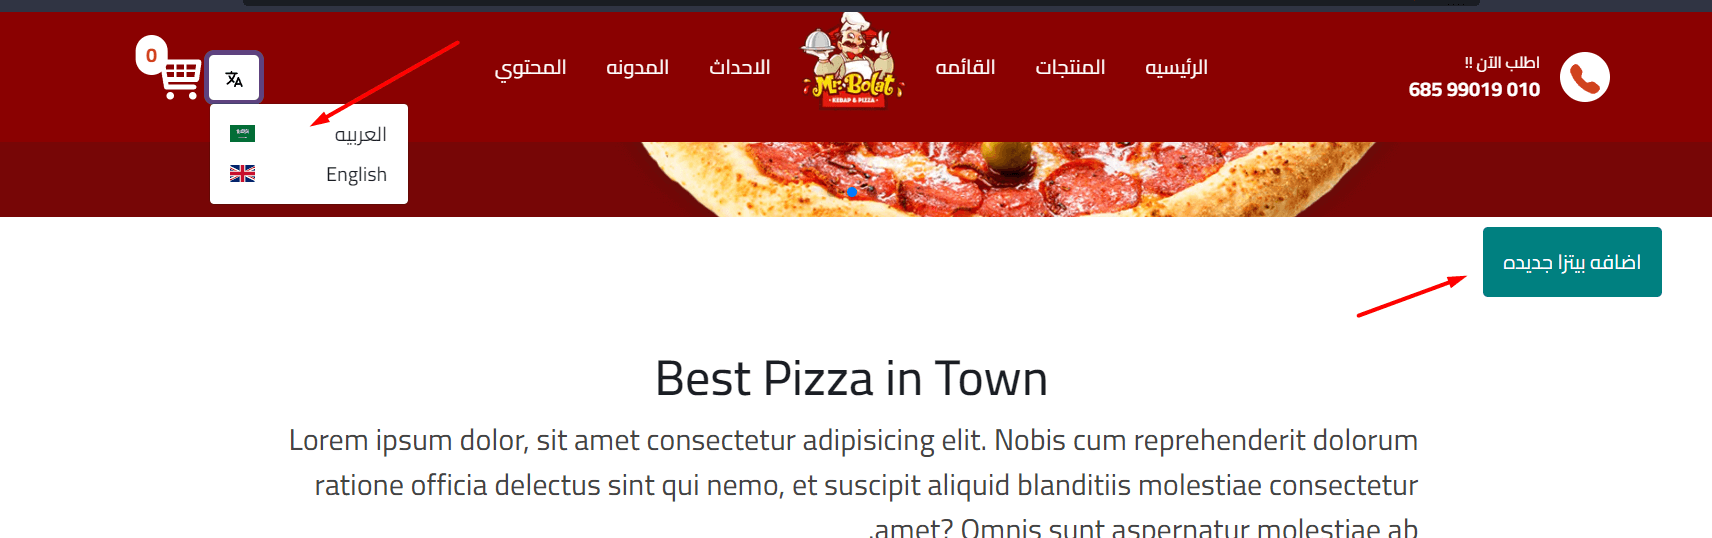 اطلب الآن !!
010 99019 685
الرئيسيه
المنتجات
القائمه
Mr. Bolat
KEBAP & PIZZA
الاحداث
المدونه
المحتوي
0
العربيه
English
اضافه بيتزا جديده
Best Pizza in Town
Lorem ipsum dolor, sit amet consectetur adipisicing elit. Nobis cum reprehenderit dolorum
ratione officia delectus sint qui nemo, et suscipit aliquid blanditiis molestiae consectetur
.amet? Omnis sunt aspernatur molestiae ab